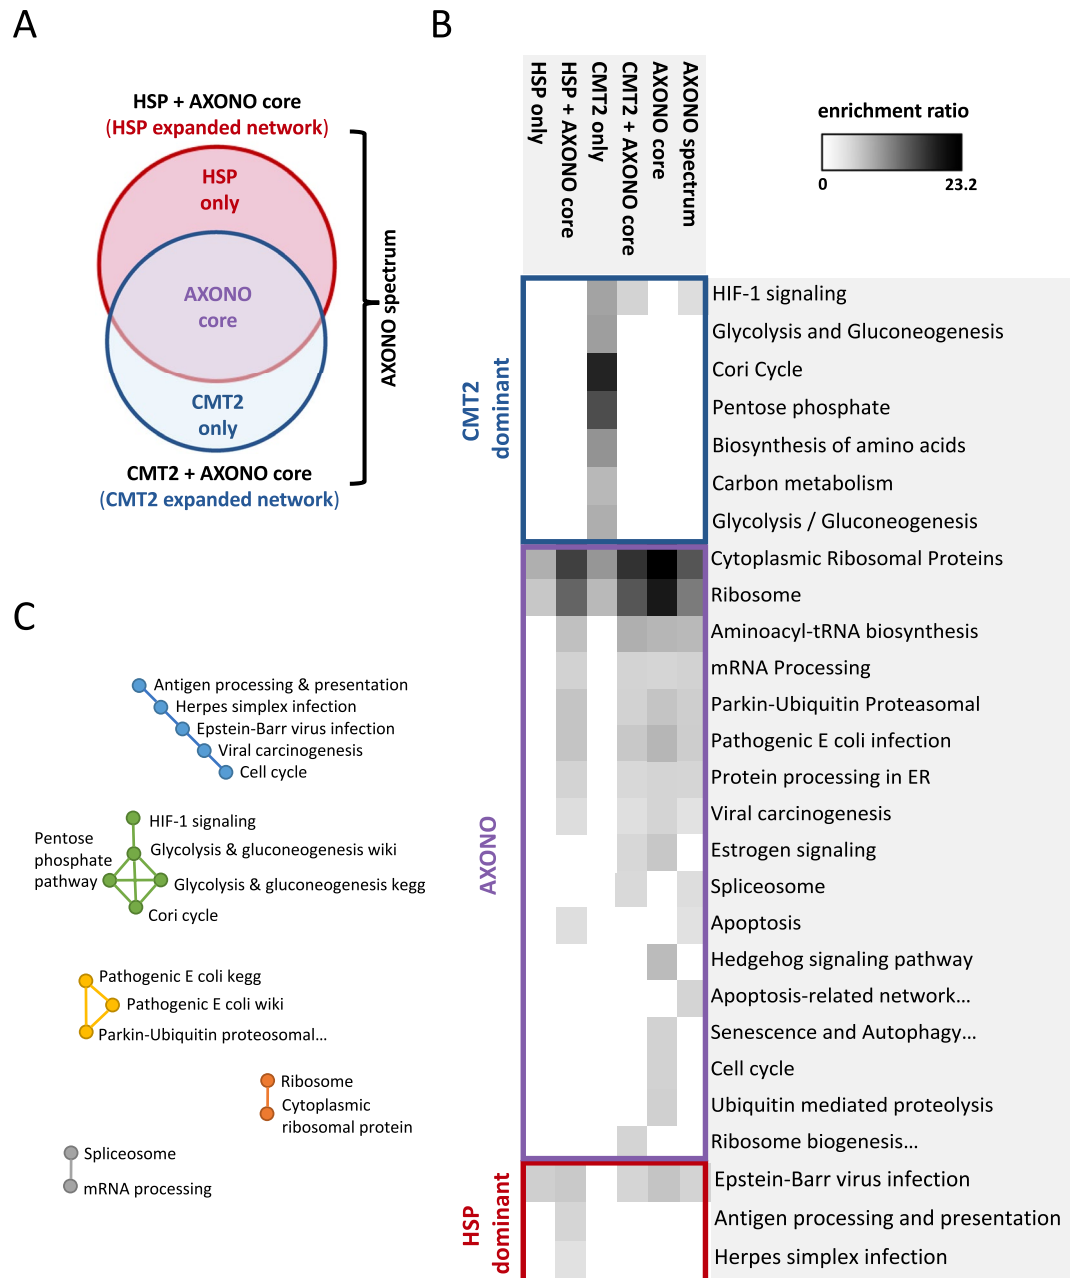 A
HSP + AXONO core
(HSP expanded network)
HSP
only
AXONO
core
CMT2
only
CMT2 + AXONO core
(CMT2 expanded network)
AXONO spectrum
B
HSP only
HSP + AXONO core
CMT2 only
CMT2 + AXONO core
AXONO core
AXONO spectrum
enrichment ratio
0
23.2
CMT2
dominant
HIF-1 signaling
Glycolysis and Gluconeogenesis
Cori Cycle
Pentose phosphate
Biosynthesis of amino acids
Carbon metabolism
Glycolysis / Gluconeogenesis
AXONO
Cytoplasmic Ribosomal Proteins
Ribosome
Aminoacyl-tRNA biosynthesis
mRNA Processing
Parkin-Ubiquitin Proteasomal
Pathogenic E coli infection
Protein processing in ER
Viral carcinogenesis
Estrogen signaling
Spliceosome
Apoptosis
Hedgehog signaling pathway
Apoptosis-related network...
Senescence and Autophagy...
Cell cycle
Ubiquitin mediated proteolysis
Ribosome biogenesis...
HSP
dominant
Epstein-Barr virus infection
Antigen processing and presentation
Herpes simplex infection
C
Antigen processing & presentation
Herpes simplex infection
Epstein-Barr virus infection
Viral carcinogenesis
Cell cycle
HIF-1 signaling
Pentose
phosphate
pathway
Glycolysis & gluconeogenesis wiki
Glycolysis & gluconeogenesis kegg
Cori cycle
Pathogenic E coli kegg
Pathogenic E coli wiki
Parkin-Ubiquitin proteosomal...
Ribosome
Cytoplasmic
ribosomal protein
Spliceosome
mRNA processing